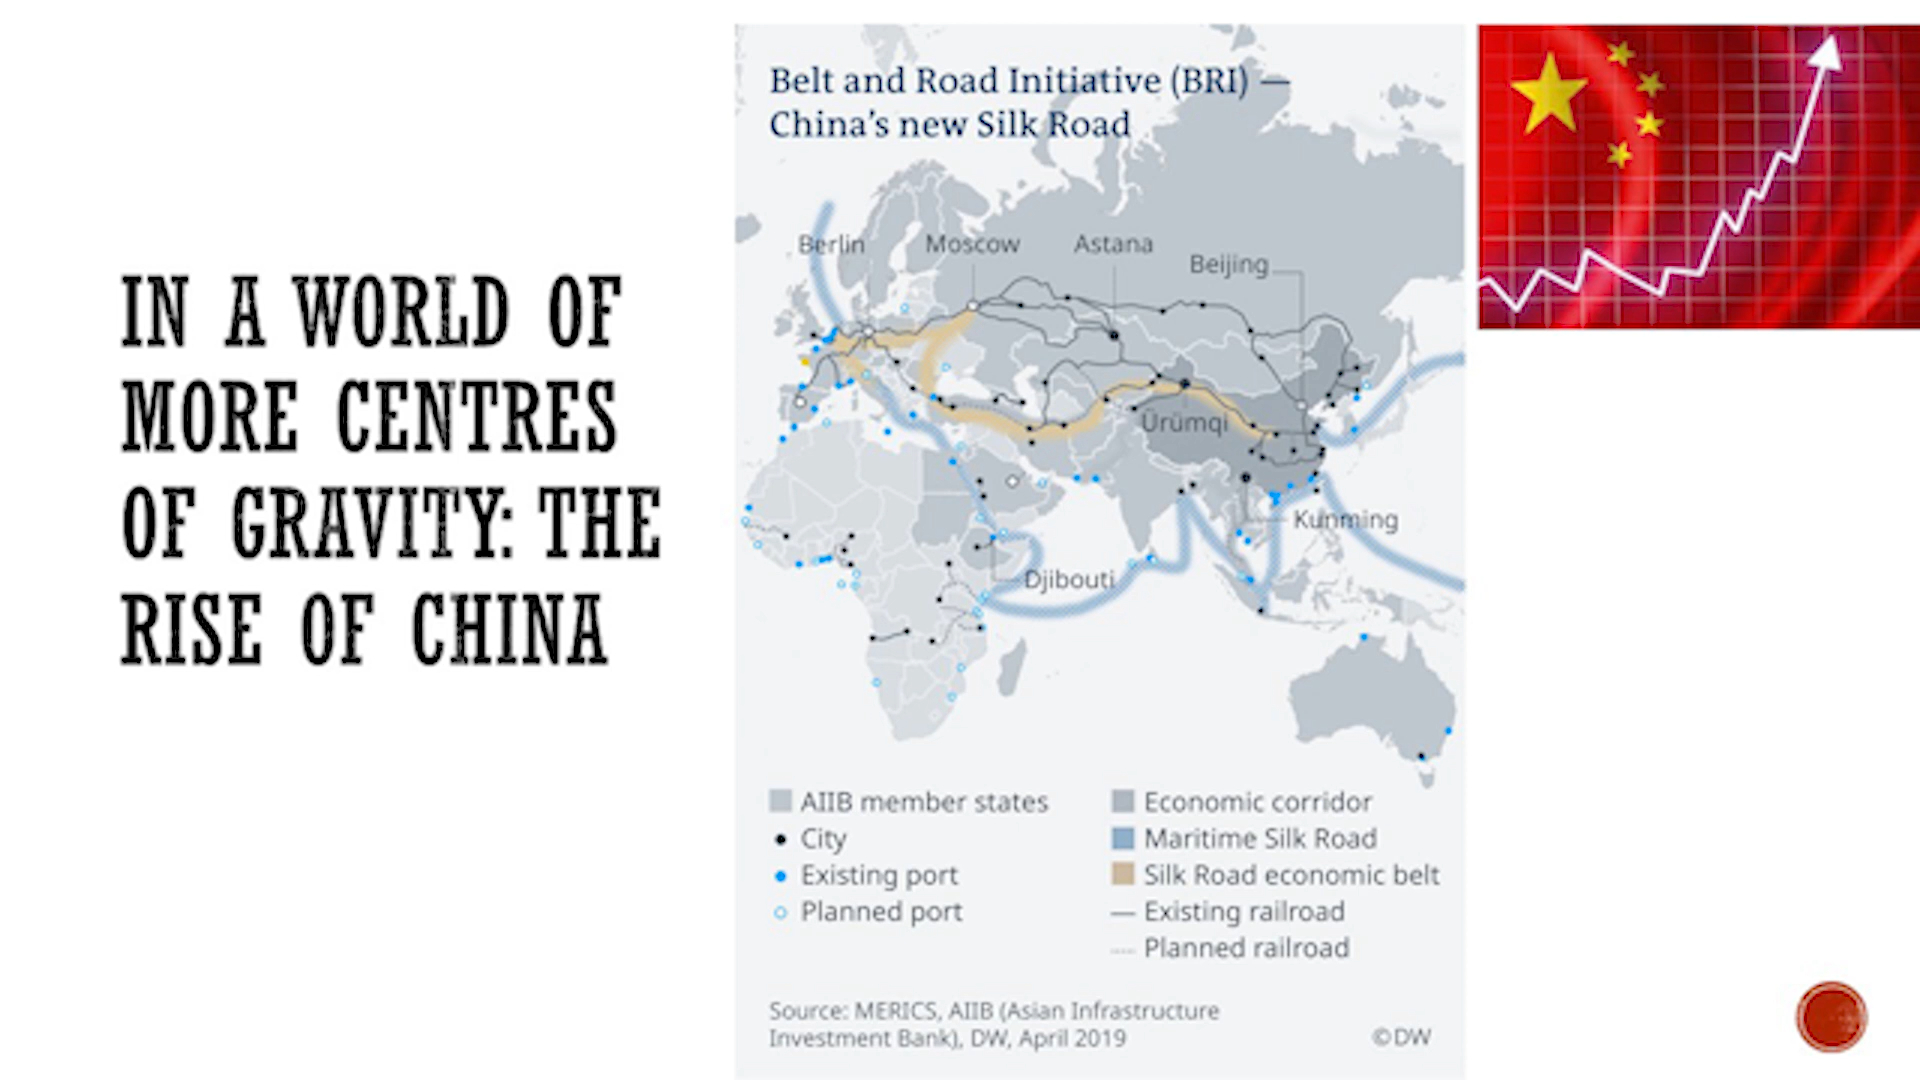 IN A WORLD OF
MORE CENTRES
OF GRAVITY: THE
RISE OF CHINA
Belt and Road Initiative (BRI) —
China's new Silk Road
Berlin
Moscow
Astana
Beijing
Ürümqi
Kunming
Djibouti
AIIB member states
City
Existing port
Planned port
Economic corridor
Maritime Silk Road
Silk Road economic belt
Existing railroad
Planned railroad
Source: MERICS, AIIB (Asian Infrastructure
Investment Bank), DW, April 2019
©DW